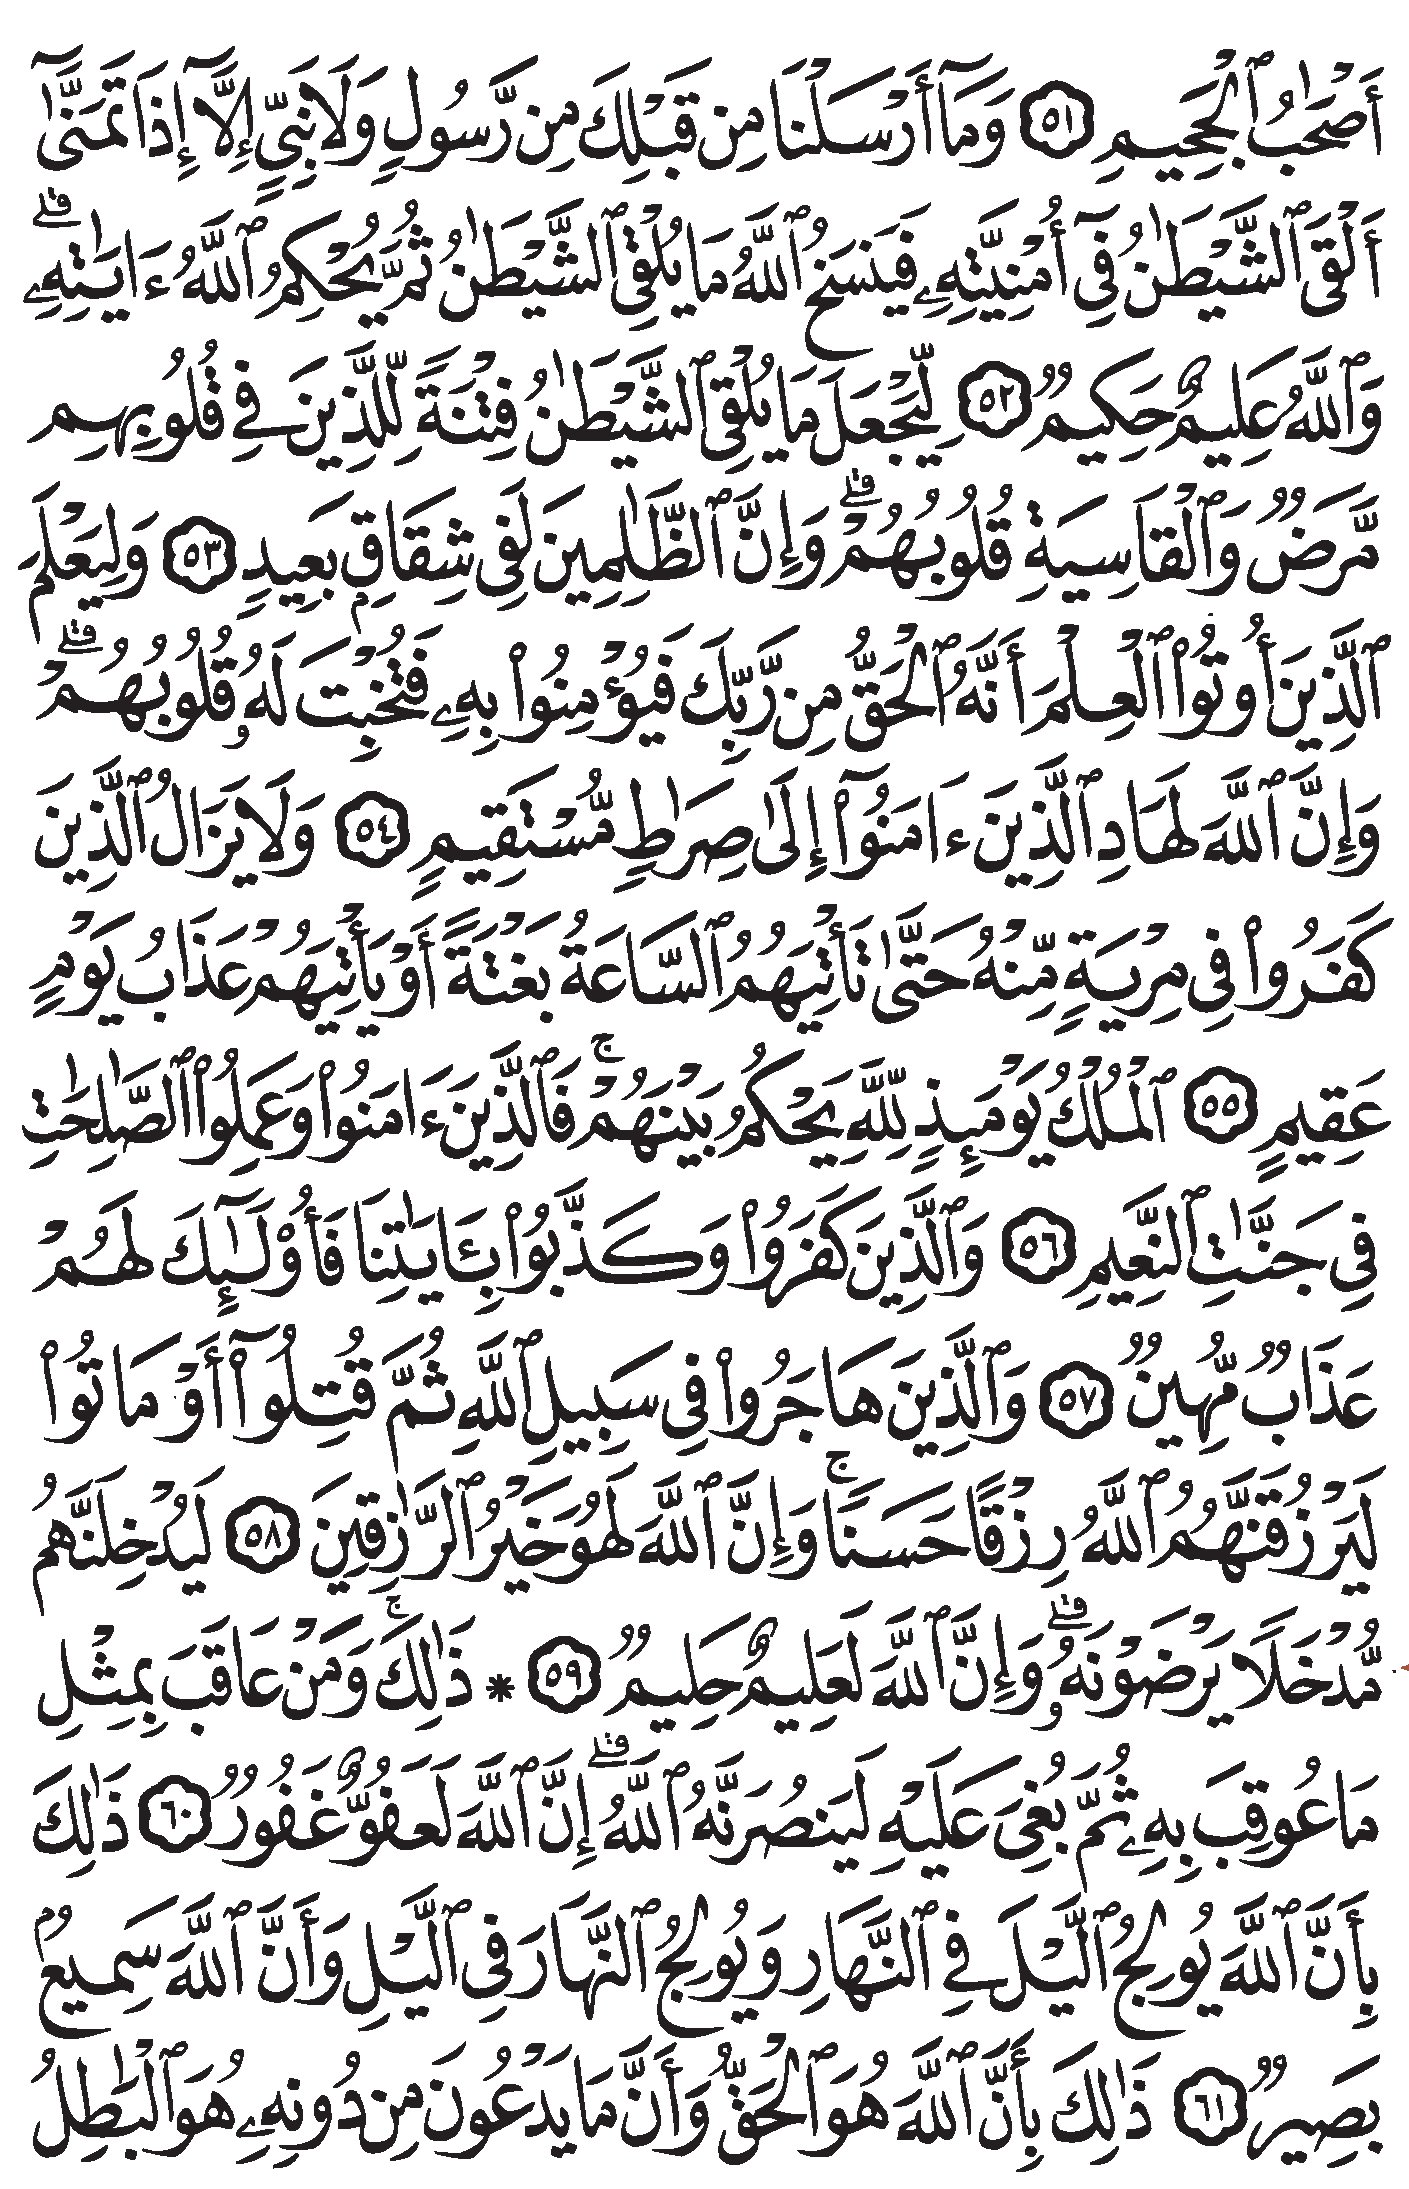 أَصْحَٰبُ ٱلْجَحِيمِ ٥١ وَمَآ أَرْسَلْنَا مِن قَبْلِكَ مِن رَّسُولٍ وَلَا نَبِيٍّ إِلَّآ إِذَا تَمَنَّىٰٓ
أَلْقَى ٱلشَّيْطَٰنُ فِىٓ أُمْنِيَّتِهِۦ فَيَنسَخُ ٱللَّهُ مَا يُلْقِى ٱلشَّيْطَٰنُ ثُمَّ يُحْكِمُ ٱللَّهُ ءَايَٰتِهِۦۗ
وَٱللَّهُ عَلِيمٌ حَكِيمٌ ٥٢ لِّيَجْعَلَ مَا يُلْقِى ٱلشَّيْطَٰنُ فِتْنَةً لِّلَّذِينَ فِى قُلُوبِهِم
مَّرَضٌ وَٱلْقَاسِيَةِ قُلُوبُهُمْۗ وَإِنَّ ٱلظَّٰلِمِينَ لَفِى شِقَاقٍۭ بَعِيدٍ ٥٣ وَلِيَعْلَمَ
ٱلَّذِينَ أُوتُوا۟ ٱلْعِلْمَ أَنَّهُ ٱلْحَقُّ مِن رَّبِّكَ فَيُؤْمِنُوا۟ بِهِۦ فَتُخْبِتَ لَهُۥ قُلُوبُهُمْۗ
وَإِنَّ ٱللَّهَ لَهَادِ ٱلَّذِينَ ءَامَنُوٓا۟ إِلَىٰ صِرَٰطٍ مُّسْتَقِيمٍ ٥٤ وَلَا يَزَالُ ٱلَّذِينَ
كَفَرُوا۟ فِى مِرْيَةٍ مِّنْهُ حَتَّىٰ تَأْتِيَهُمُ ٱلسَّاعَةُ بَغْتَةً أَوْ يَأْتِيَهُمْ عَذَابُ يَوْمٍ
عَقِيمٍ ٥٥ ٱلْمُلْكُ يَوْمَئِذٍ لِّلَّهِ يَحْكُمُ بَيْنَهُمْۚ فَٱلَّذِينَ ءَامَنُوا۟ وَعَمِلُوا۟ ٱلصَّٰلِحَٰتِ
فِى جَنَّٰتِ ٱلنَّعِيمِ ٥٦ وَٱلَّذِينَ كَفَرُوا۟ وَكَذَّبُوا۟ بِـَٔايَٰتِنَا فَأُو۟لَٰٓئِكَ لَهُمْ
عَذَابٌ مُّهِينٌ ٥٧ وَٱلَّذِينَ هَاجَرُوا۟ فِى سَبِيلِ ٱللَّهِ ثُمَّ قُتِلُوٓا۟ أَوْ مَاتُوا۟
لَيَرْزُقَنَّهُمُ ٱللَّهُ رِزْقًا حَسَنًاۚ وَإِنَّ ٱللَّهَ لَهُوَ خَيْرُ ٱلرَّٰزِقِينَ ٥٨ لَيُدْخِلَنَّهُم
مُّدْخَلًا يَرْضَوْنَهُۥۗ وَإِنَّ ٱللَّهَ لَعَلِيمٌ حَلِيمٌ ٥٩ * ذَٰلِكَۚ وَمَنْ عَاقَبَ بِمِثْلِ
مَا عُوقِبَ بِهِۦ ثُمَّ بُغِىَ عَلَيْهِ لَيَنصُرَنَّهُ ٱللَّهُۗ إِنَّ ٱللَّهَ لَعَفُوٌّ غَفُورٌ ٦٠ ذَٰلِكَ
بِأَنَّ ٱللَّهَ يُولِجُ ٱلَّيْلَ فِى ٱلنَّهَارِ وَيُولِجُ ٱلنَّهَارَ فِى ٱلَّيْلِ وَأَنَّ ٱللَّهَ سَمِيعٌۢ
بَصِيرٌ ٦١ ذَٰلِكَ بِأَنَّ ٱللَّهَ هُوَ ٱلْحَقُّ وَأَنَّ مَا يَدْعُونَ مِن دُونِهِۦ هُوَ ٱلْبَٰطِلُ